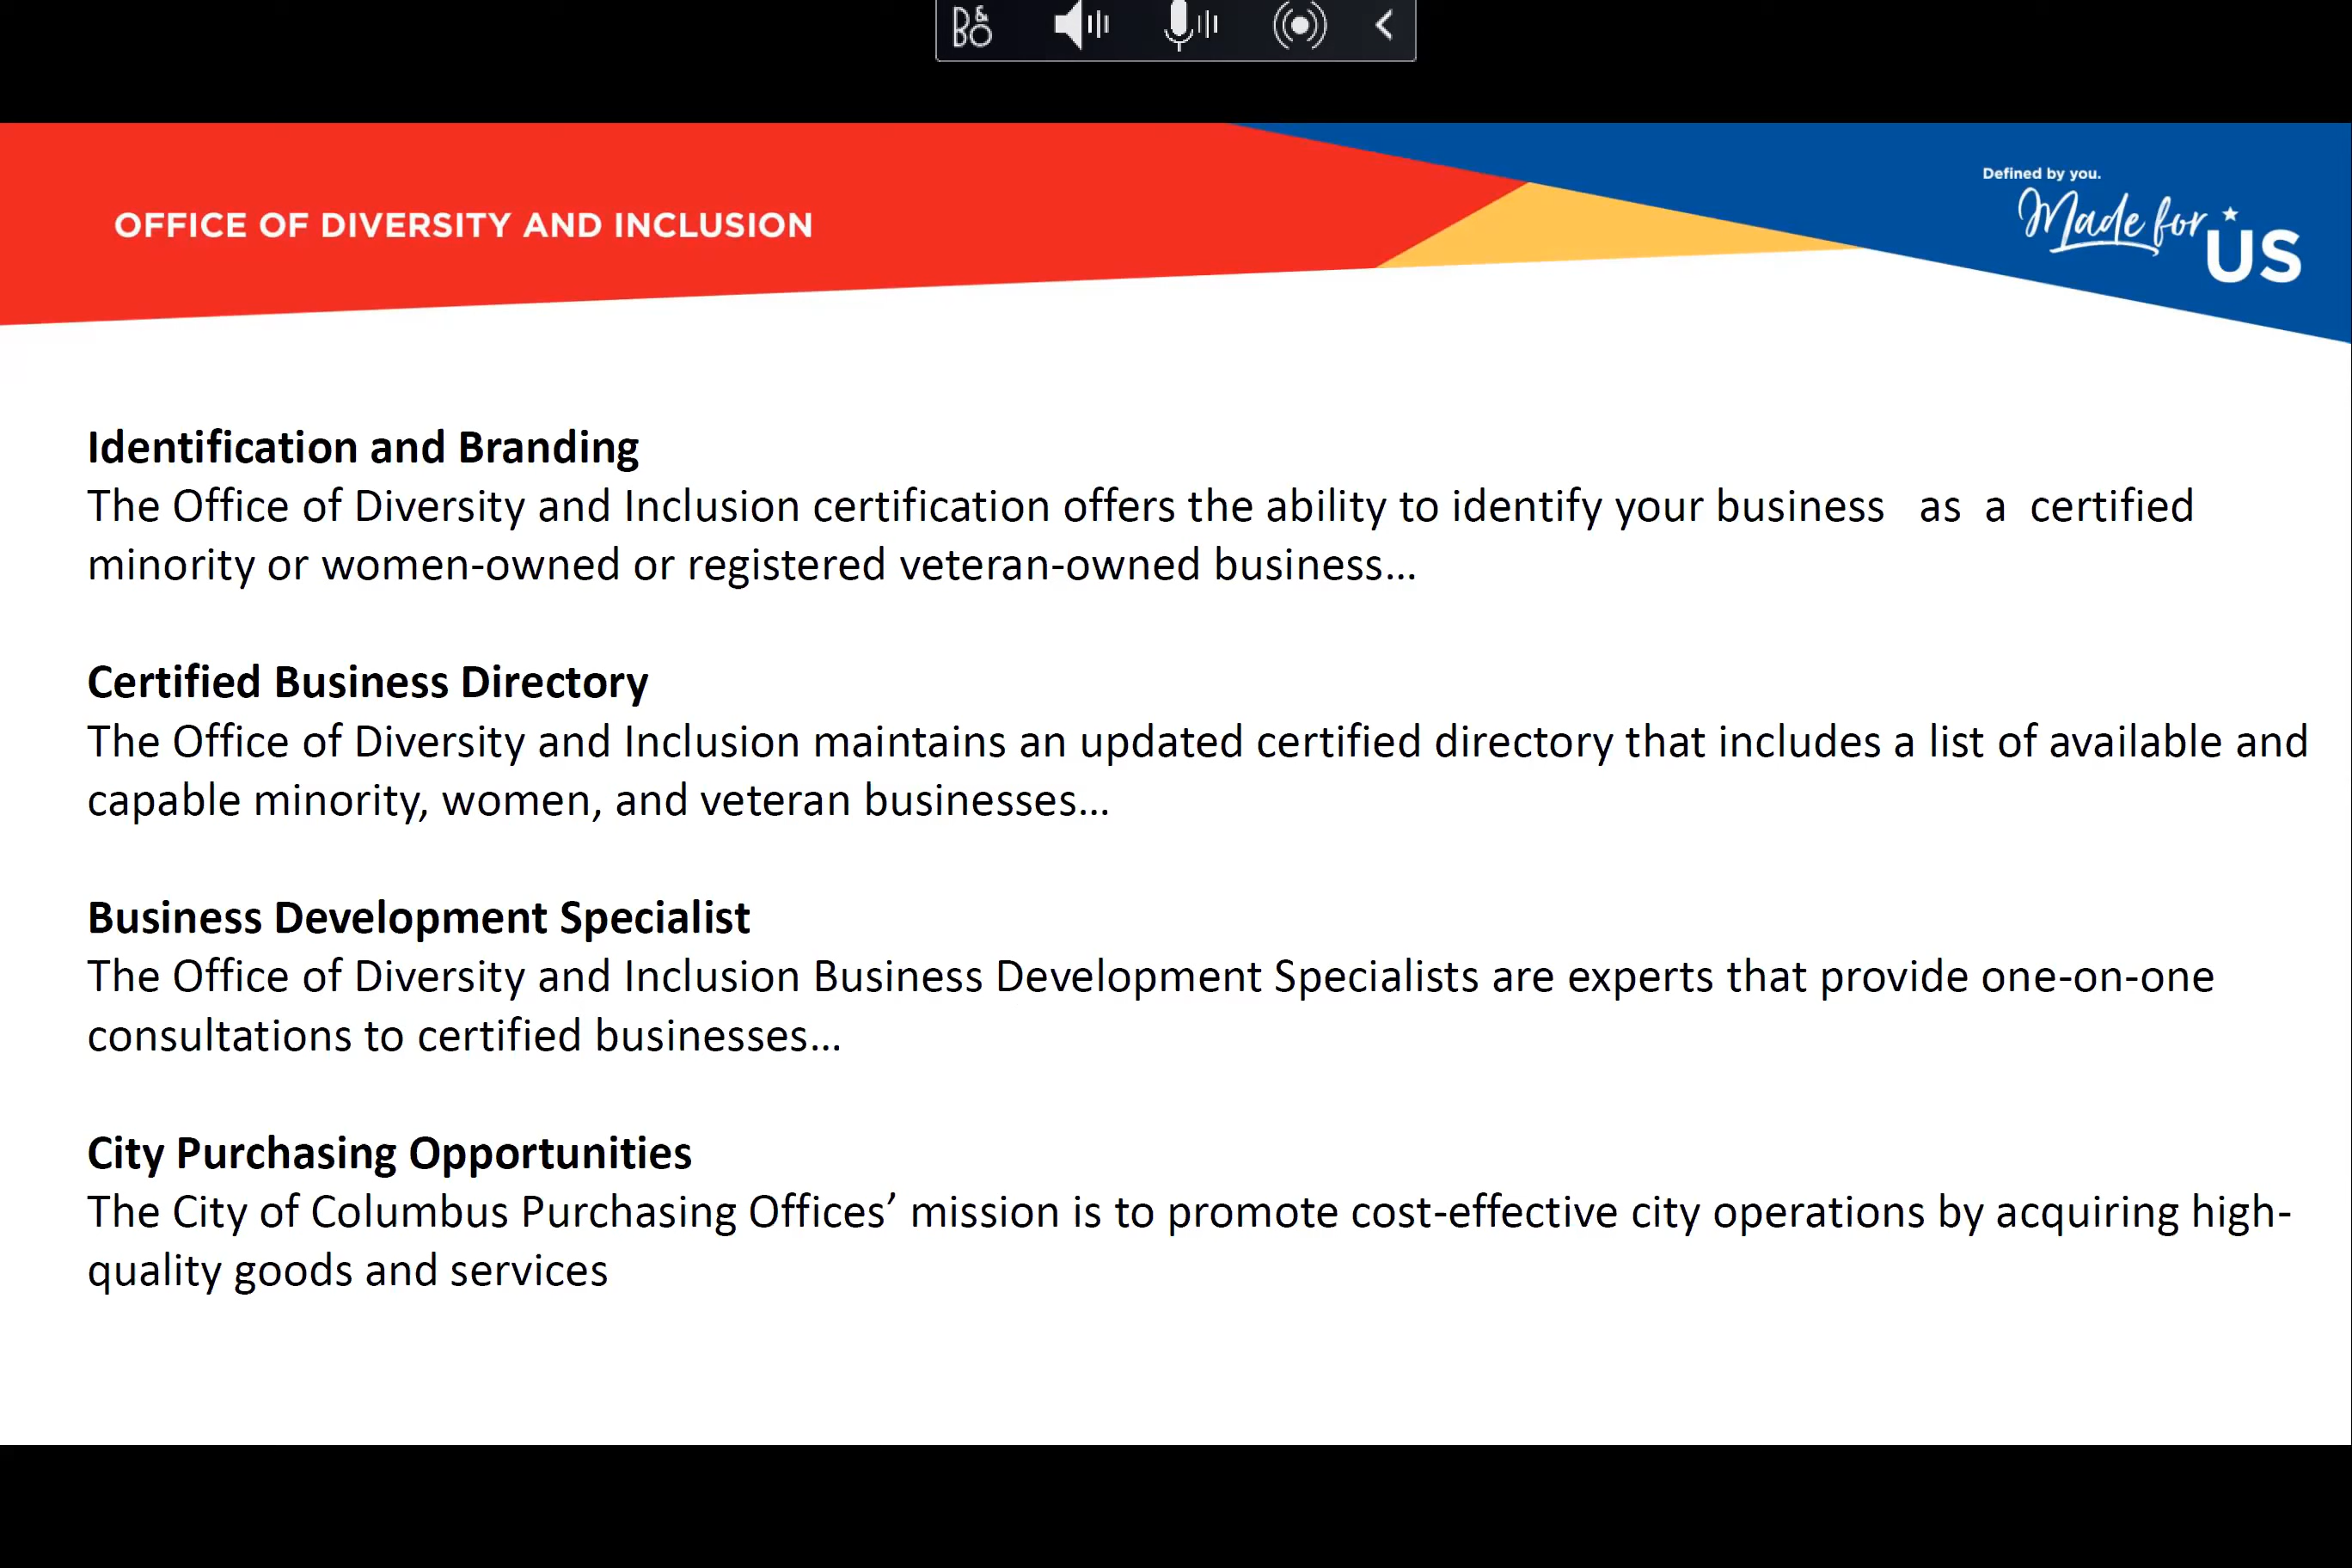 B&O
OFFICE OF DIVERSITY AND INCLUSION
Defined by you.
Made for US
Identification and Branding
The Office of Diversity and Inclusion certification offers the ability to identify your business as a certified
minority or women-owned or registered veteran-owned business…
Certified Business Directory
The Office of Diversity and Inclusion maintains an updated certified directory that includes a list of available and
capable minority, women, and veteran businesses…
Business Development Specialist
The Office of Diversity and Inclusion Business Development Specialists are experts that provide one-on-one
consultations to certified businesses…
City Purchasing Opportunities
The City of Columbus Purchasing Offices’ mission is to promote cost-effective city operations by acquiring high-
quality goods and services